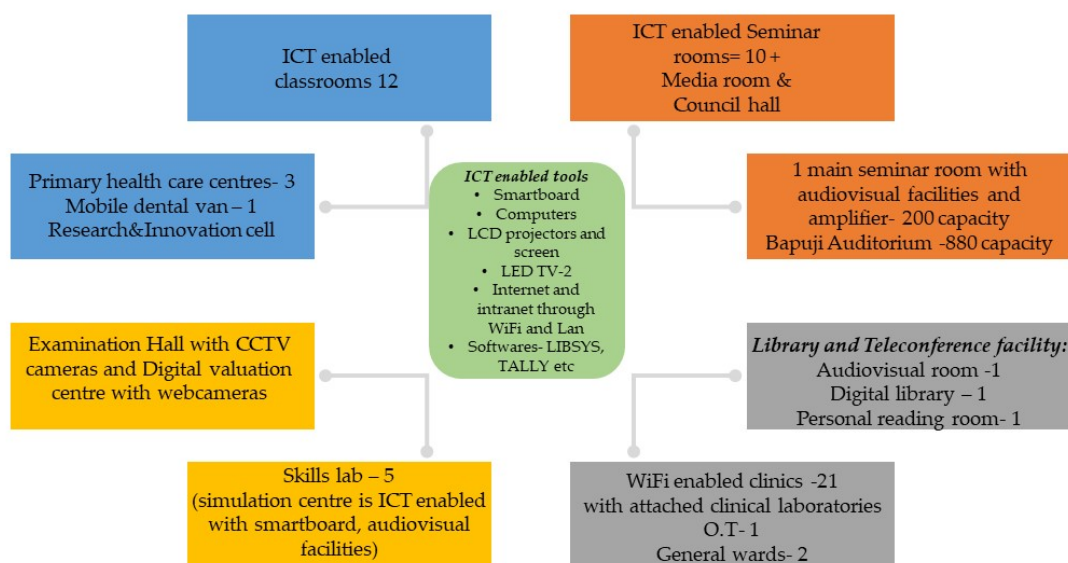 ICT enabled
classrooms 12
ICT enabled Seminar
rooms= 10 +
Media room &
Council hall
Primary health care centres- 3
Mobile dental van – 1
Research&Innovation cell
ICT enabled tools
• Smartboard
• Computers
• LCD projectors and
screen
• LED TV-2
• Internet and
intranet through
WiFi and Lan
• Softwares- LIBSYS,
TALLY etc
1 main seminar room with
audiovisual facilities and
amplifier- 200 capacity
Bapuji Auditorium -880 capacity
Examination Hall with CCTV
cameras and Digital valuation
centre with webcameras
Library and Teleconference facility:
Audiovisual room -1
Digital library – 1
Personal reading room- 1
Skills lab – 5
(simulation centre is ICT enabled
with smartboard, audiovisual
facilities)
WiFi enabled clinics -21
with attached clinical laboratories
O.T- 1
General wards- 2